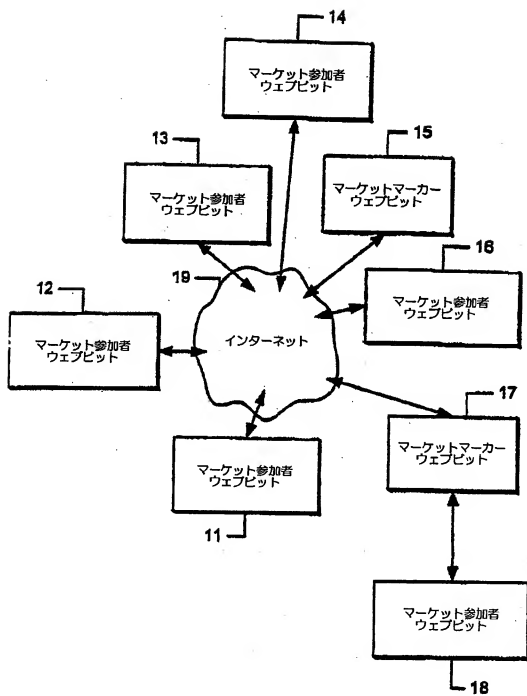 14
マーケット参加者
ウェブピット
13
マーケット参加者
ウェブピット
15
マーケットマーカー
ウェブピット
16
マーケット参加者
ウェブピット
12
マーケット参加者
ウェブピット
19
インターネット
17
マーケットマーカー
ウェブピット
マーケット参加者
ウェブピット
11
マーケット参加者
ウェブピット
18